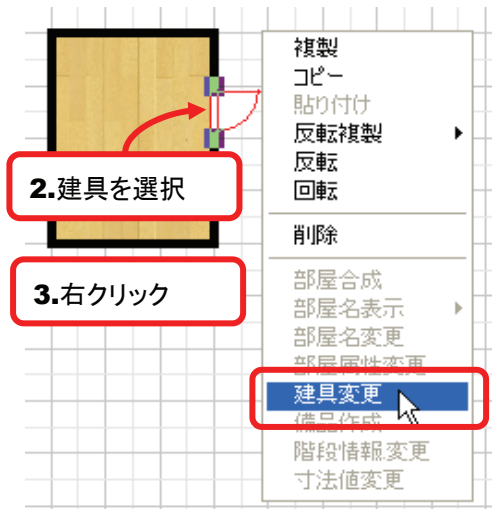 2.建具を選択
3.右クリック
複製
コピー
貼り付け
反転複製
反転
回転
削除
部屋合成
部屋名表示
部屋名変更
部屋属性変更
建具変更
備品作成
階段情報変更
寸法値変更